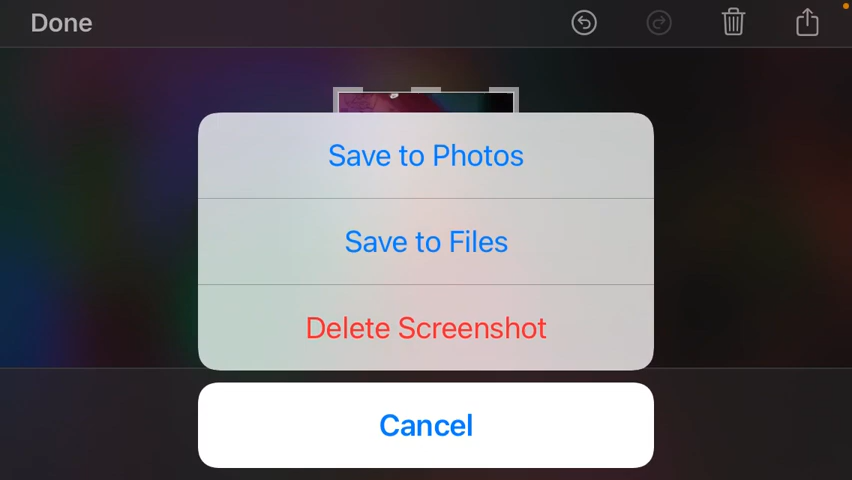 Done
Save to Photos
Save to Files
Delete Screenshot
Cancel